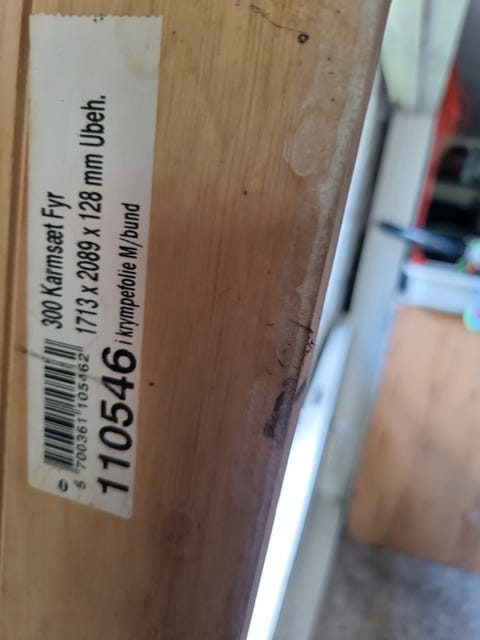 300 Karmsæt Fyr
1713 x 2089 x 128 mm Ubeh.
i krympefolie M/bund
5 700361 105462
110546